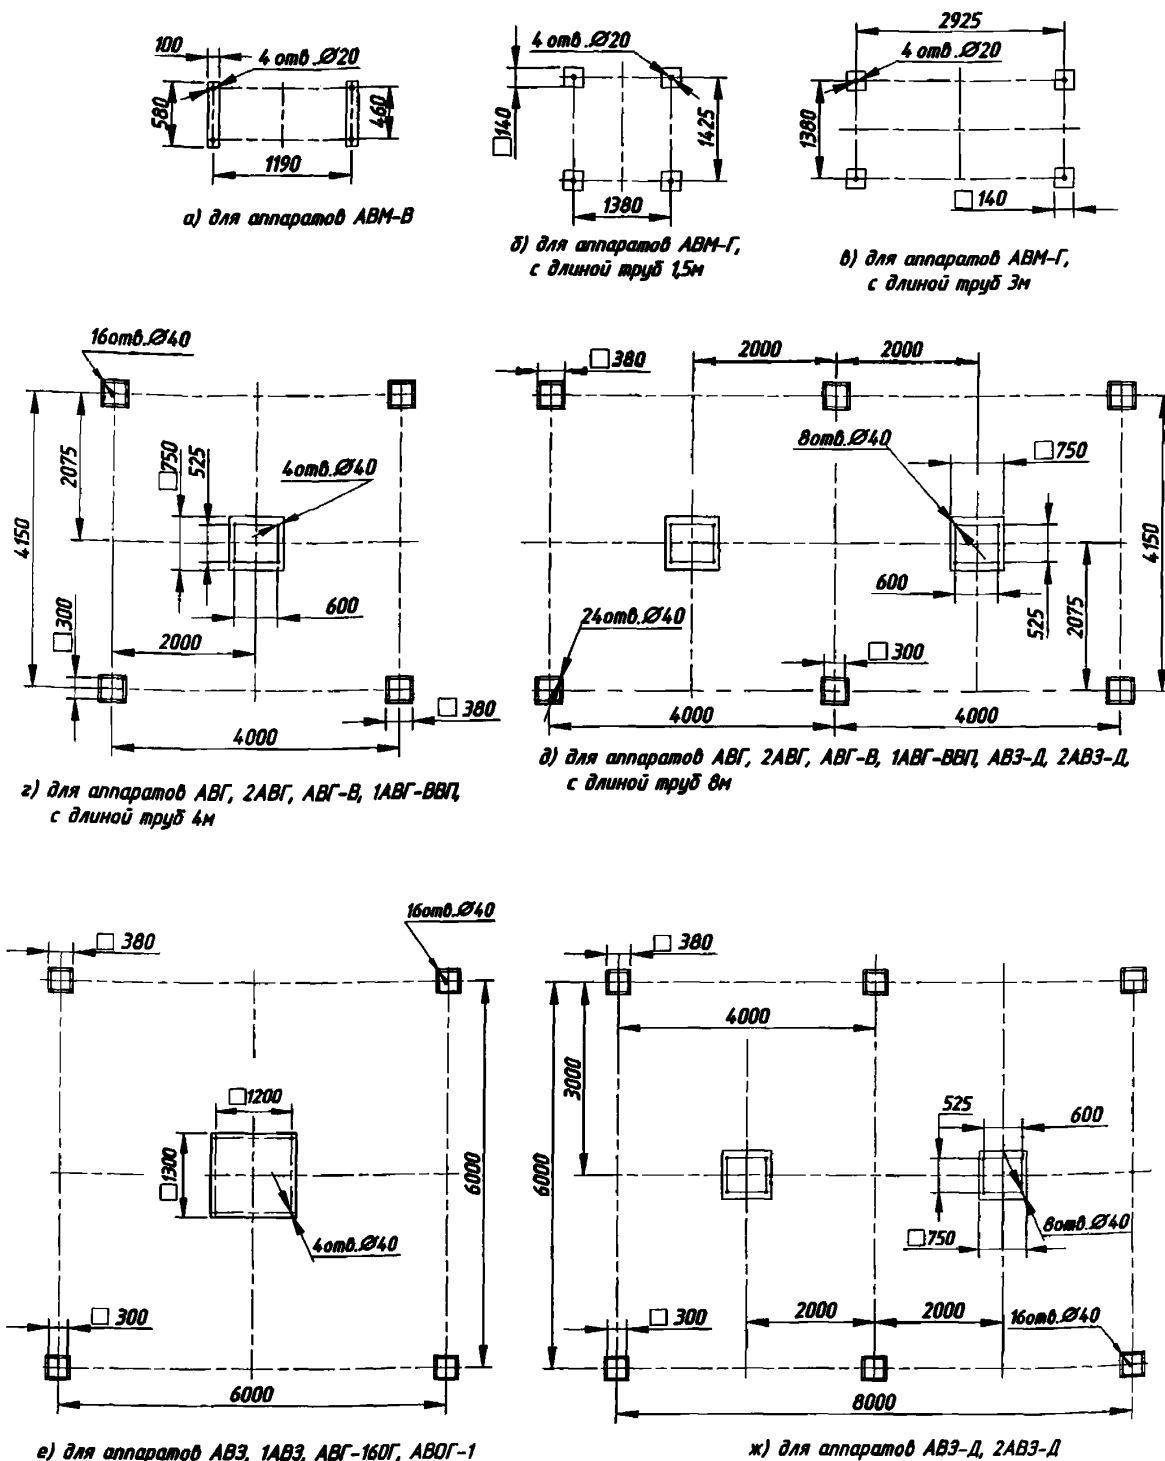 100
4 отв.Ø20
580
460
1190
а) для аппаратов АВМ-В
4 отв.Ø20
□140
1425
1380
б) для аппаратов АВМ-Г,
с длиной труб 1,5м
2925
4 отв.Ø20
1380
□140
в) для аппаратов АВМ-Г,
с длиной труб 3м
16отв.Ø40
4150
2075
□750
525
4отв.Ø40
600
□300
2000
□380
4000
г) для аппаратов АВГ, 2АВГ, АВГ-В, 1АВГ-ВВП,
с длиной труб 4м
□380
2000
2000
8отв.Ø40
□750
4150
600
525
2075
24отв.Ø40
□300
4000
4000
д) для аппаратов АВГ, 2АВГ, АВГ-В, 1АВГ-ВВП, АВЗ-Д, 2АВЗ-Д,
с длиной труб 8м
□380
16отв.Ø40
□1200
□1300
6000
4отв.Ø40
□300
6000
е) для аппаратов АВЗ, 1АВЗ, АВГ-160Г, АВОГ-1
□380
4000
3000
6000
525
600
□750
8отв.Ø40
□300
2000
2000
16отв.Ø40
8000
ж) для аппаратов АВЗ-Д, 2АВЗ-Д